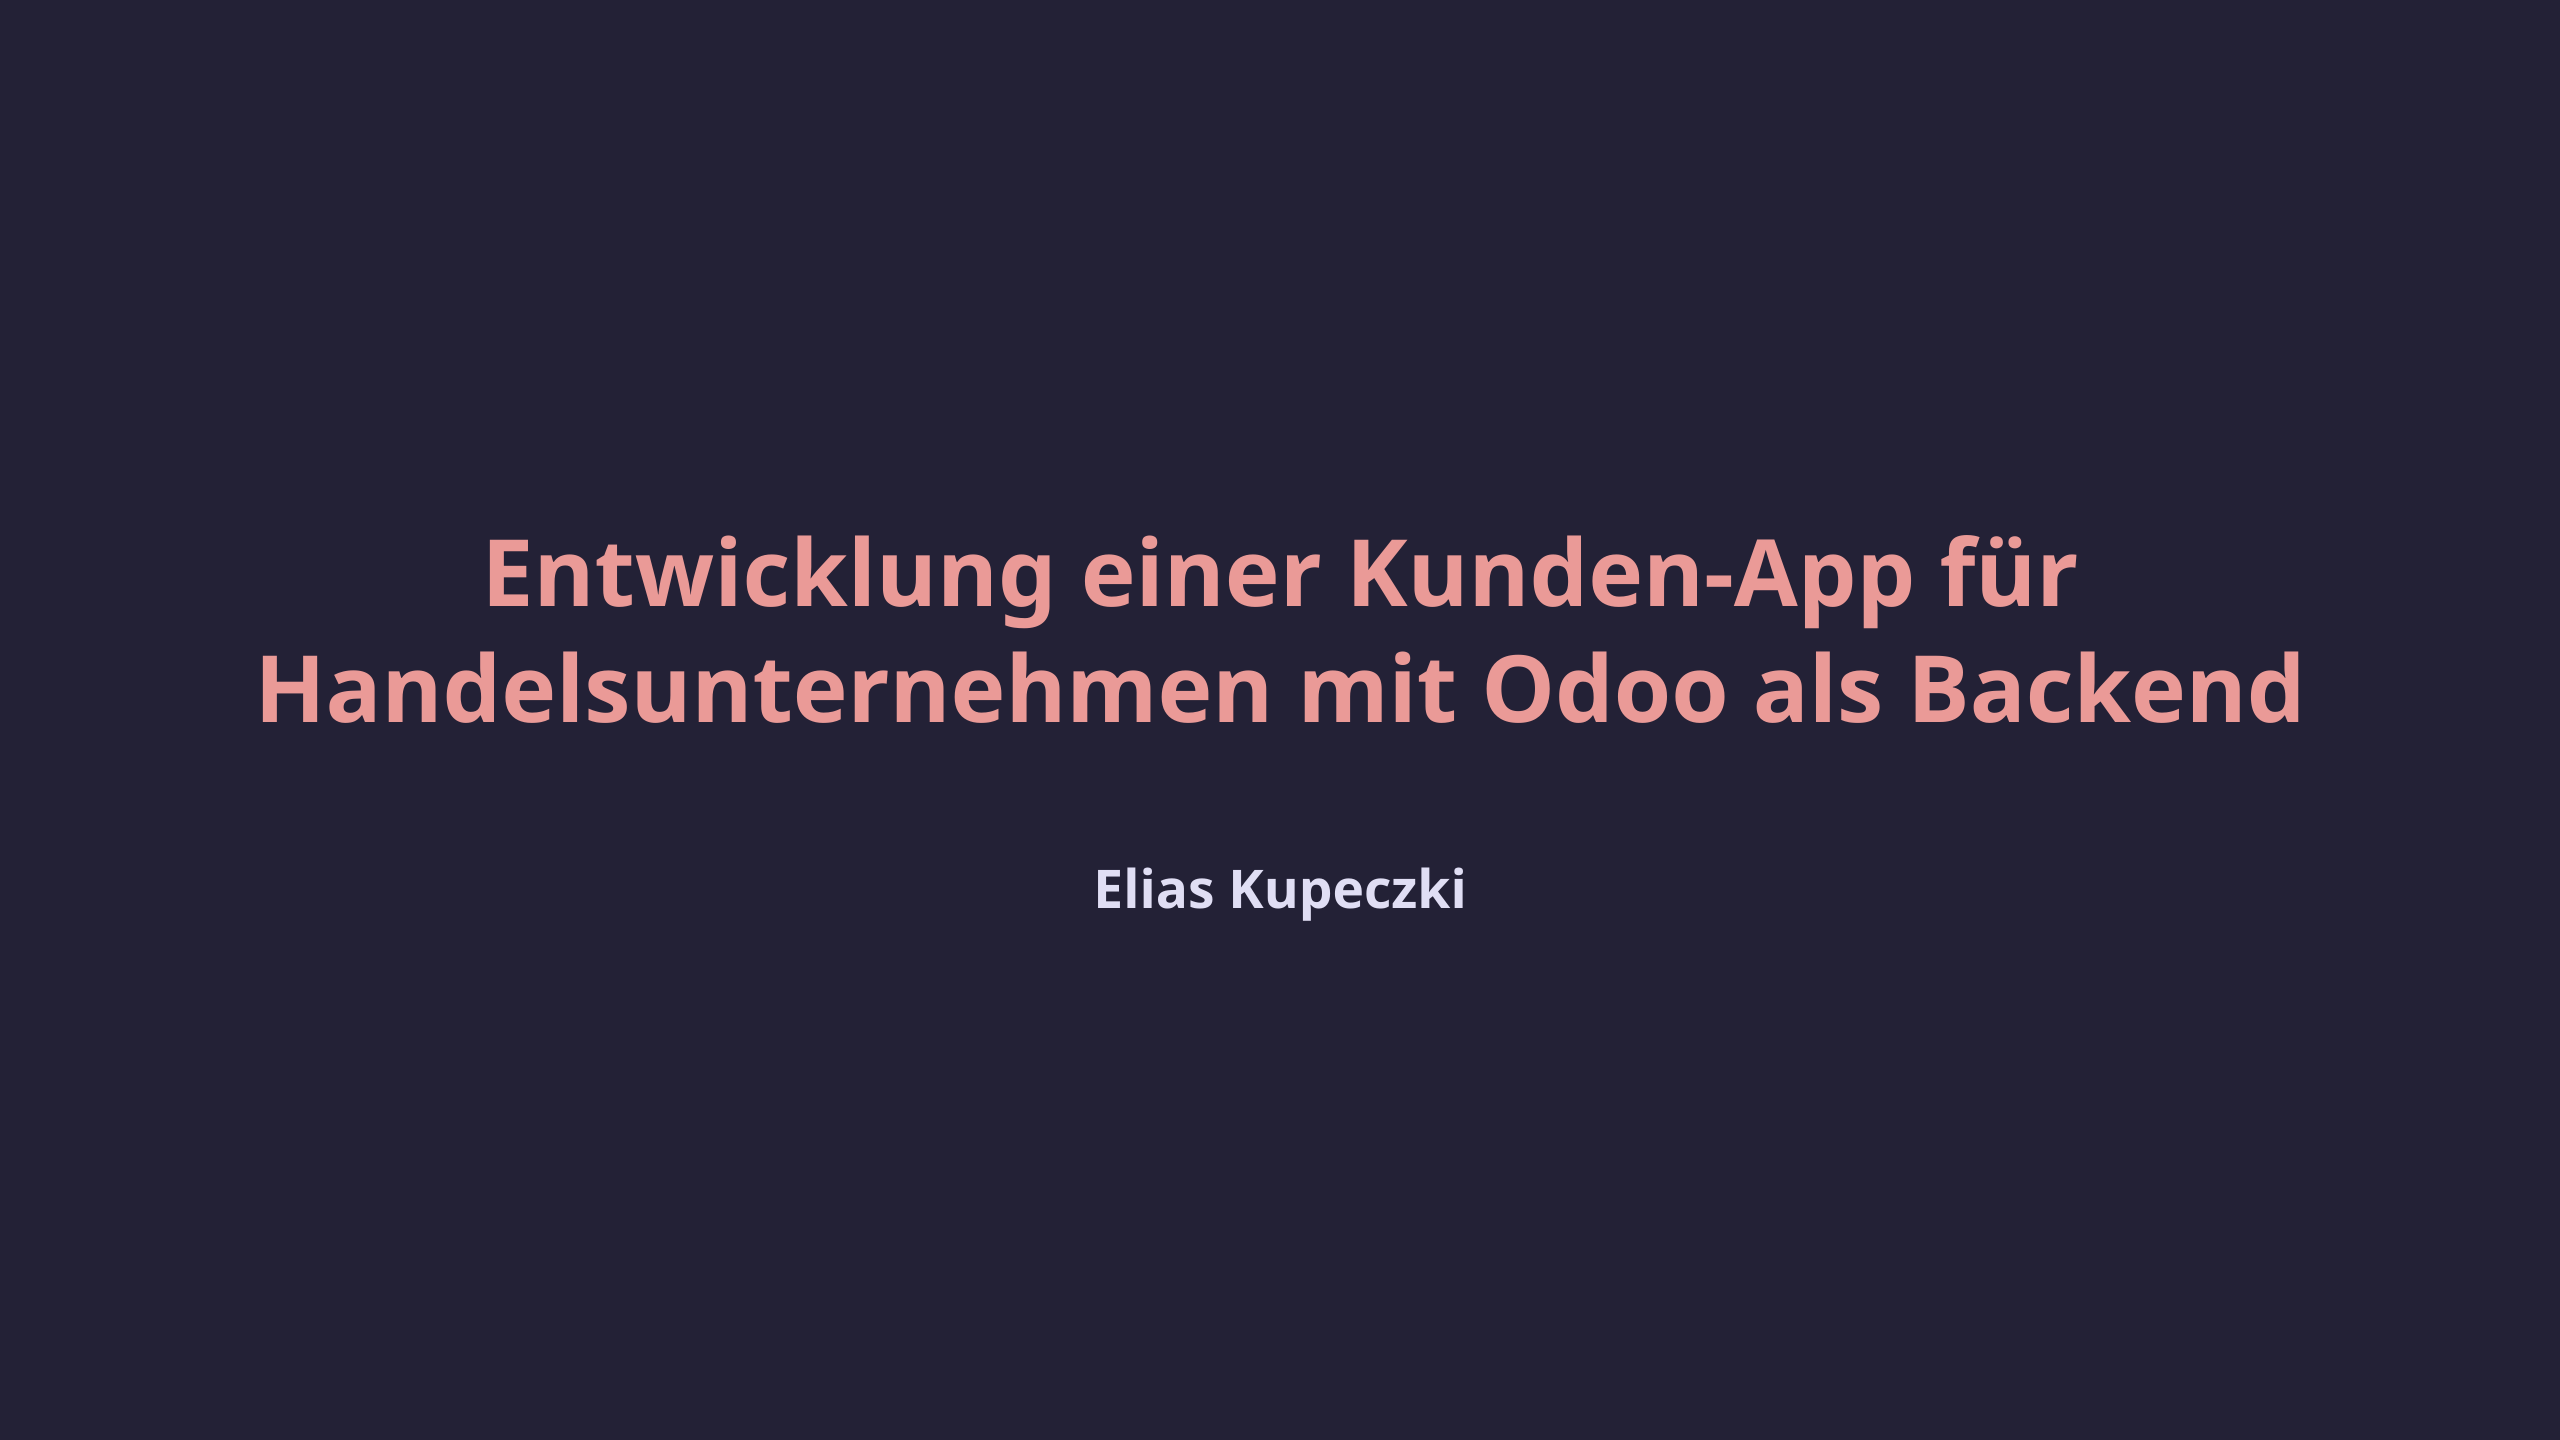 Entwicklung einer Kunden-App für
Handelsunternehmen mit Odoo als Backend
Elias Kupeczki